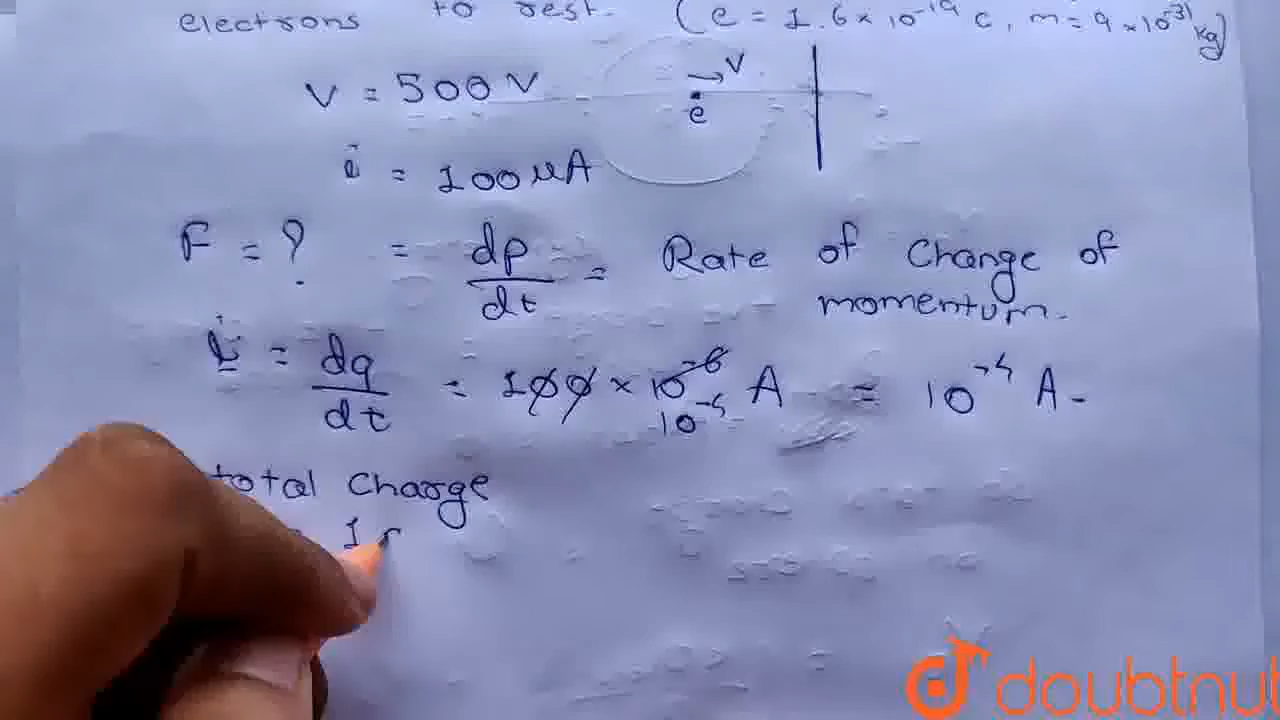 electrons to rest. (e = 1.6 × 10⁻¹⁹ C, m = 9 × 10⁻³¹ kg)
V = 500 V
→ V
e
i = 100 μA
F = ? = dp/dt = Rate of Change of
momentum.
i = dq/dt = 100 × 10⁻⁶ A = 10⁻⁴ A.
10⁻⁴
total charge
1
doubtnut